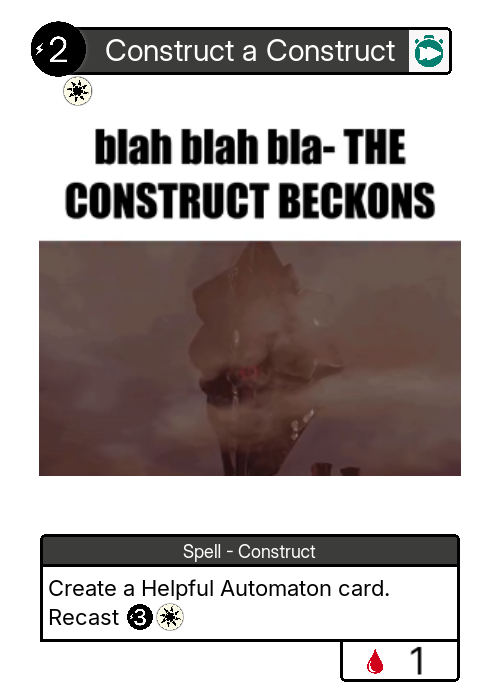 2 Construct a Construct
blah blah bla- THE
CONSTRUCT BECKONS
Spell - Construct
Create a Helpful Automaton card.
Recast 3
1